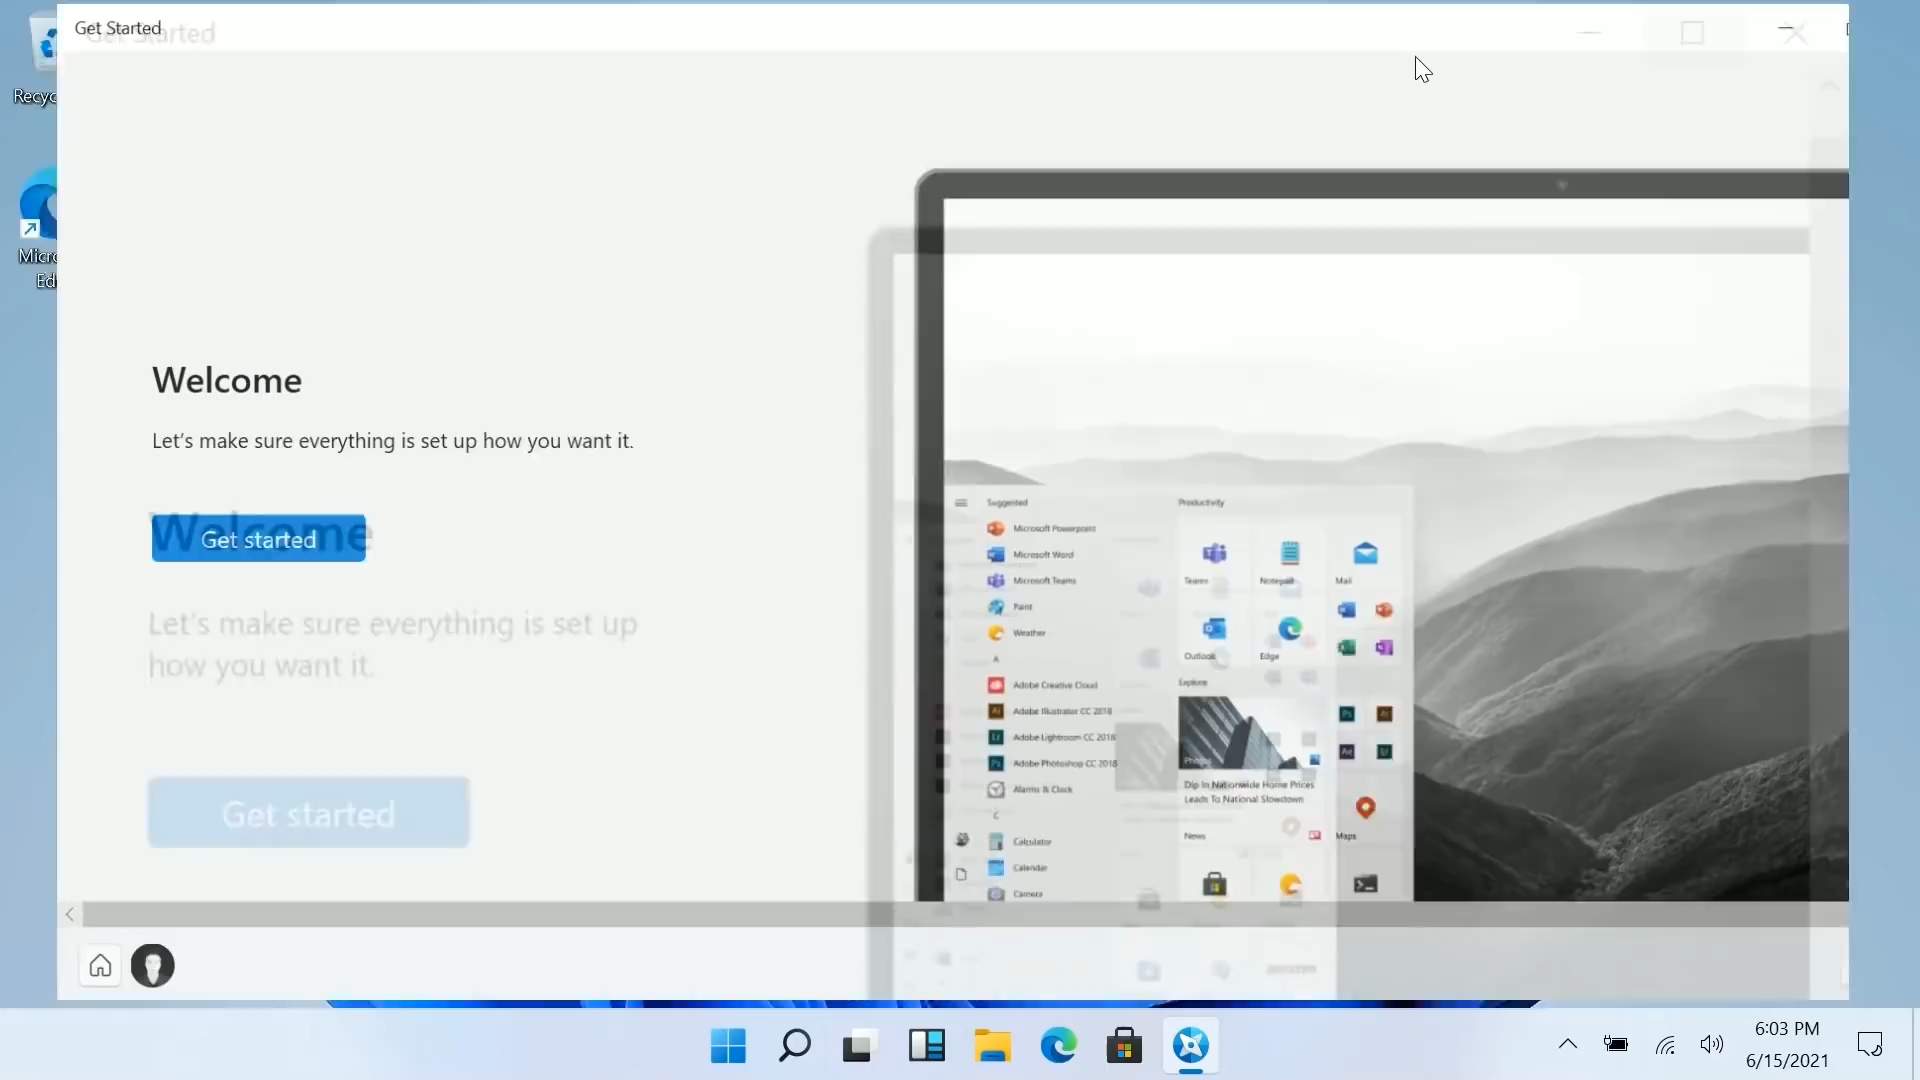 Get Started
Get Started
Recyc
Micro
Ed
Welcome
Let's make sure everything is set up how you want it.
Welcome
Get started
Let's make sure everything is set up
how you want it.
Get started
Suggested
Productivity
Microsoft Powerpoint
Microsoft Word
Microsoft Teams
Paint
Weather
A
Adobe Creative Cloud
Adobe Illustrator CC 2018
Adobe Lightroom CC 2018
Adobe Photoshop CC 2018
Alarms & Clock
C
Calculator
Calendar
Camera
Teams
Notepad
Mail
Outlook
Edge
Explore
Photos
Dip In Nationwide Home Prices
Leads To National Slowdown
News
Maps
6:03 PM
6/15/2021